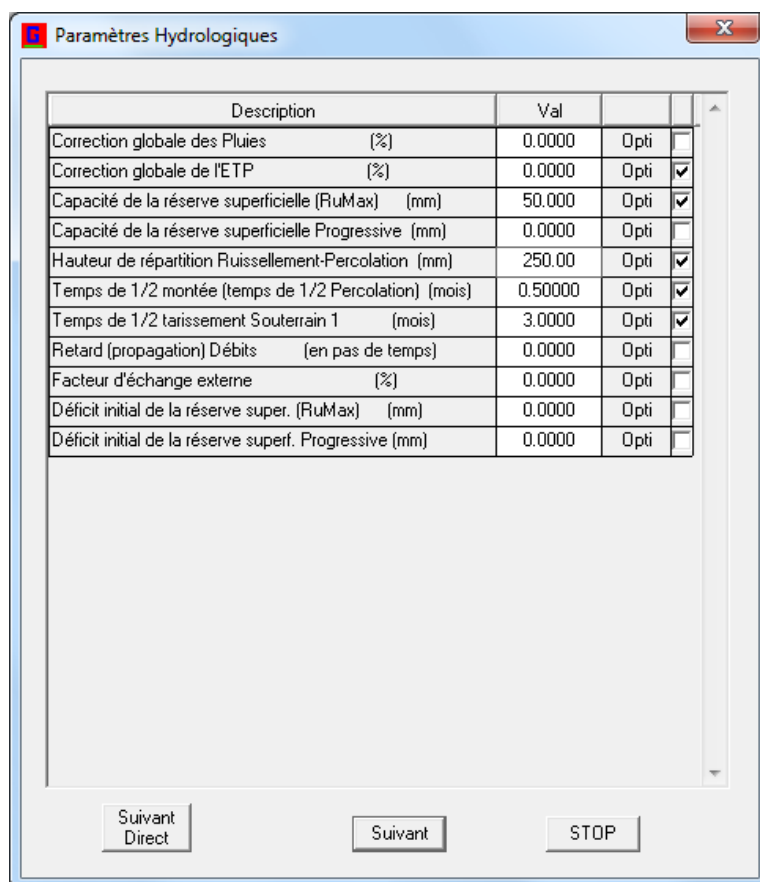 G Paramètres Hydrologiques x
Description Val
Correction globale des Pluies (%) 0.0000 Opti
Correction globale de l'ETP (%) 0.0000 Opti
Capacité de la réserve superficielle (RuMax) (mm) 50.000 Opti
Capacité de la réserve superficielle Progressive (mm) 0.0000 Opti
Hauteur de répartition Ruissellement-Percolation (mm) 250.00 Opti
Temps de 1/2 montée (temps de 1/2 Percolation) (mois) 0.50000 Opti
Temps de 1/2 tarissement Souterrain 1 (mois) 3.0000 Opti
Retard (propagation) Débits (en pas de temps) 0.0000 Opti
Facteur d'échange externe (%) 0.0000 Opti
Déficit initial de la réserve super. (RuMax) (mm) 0.0000 Opti
Déficit initial de la réserve superf. Progressive (mm) 0.0000 Opti
Suivant
Direct
Suivant
STOP